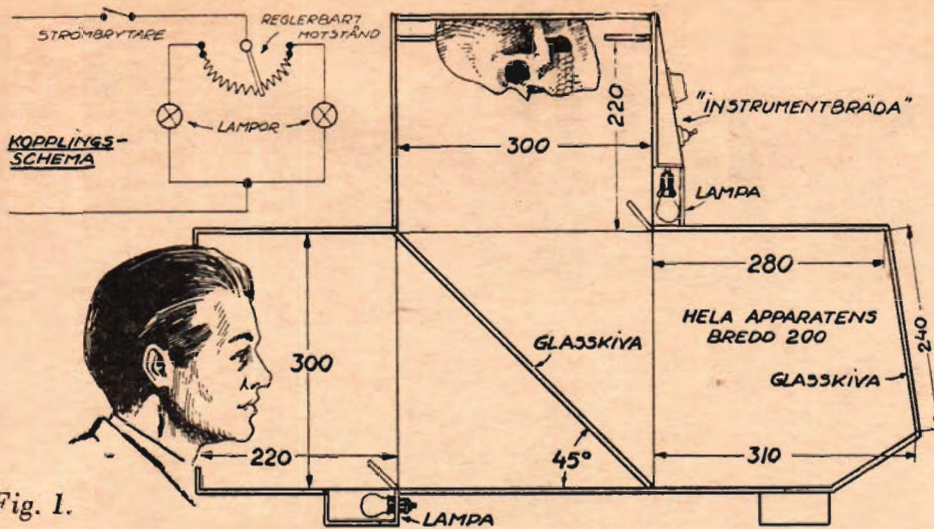 STRÖMBRYTARE
REGLERBART
MOTSTÅND
LAMPOR
KOPPLINGS-
SCHEMA
300
220
"INSTRUMENTBRÄDA"
LAMPA
280
HELA APPARATENS
BREDD 200
240
GLASSKIVA
GLASSKIVA
300
220
45°
310
LAMPA
Fig. 1.